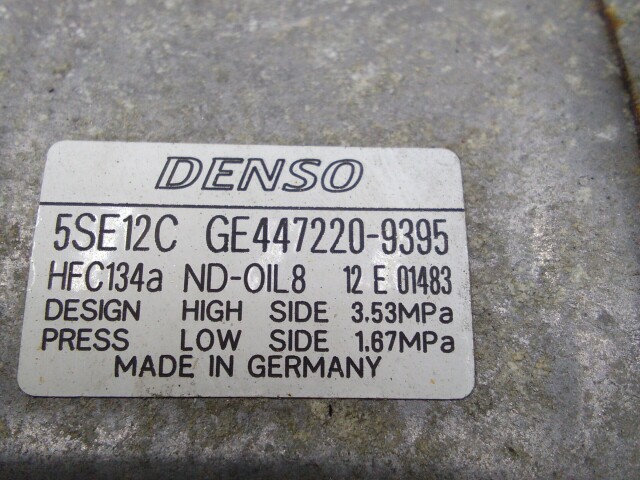 DENSO
5SE12C GE447220-9395
HFC134a ND-OIL8 12 E 01483
DESIGN HIGH SIDE 3.53MPa
PRESS LOW SIDE 1.67MPa
MADE IN GERMANY